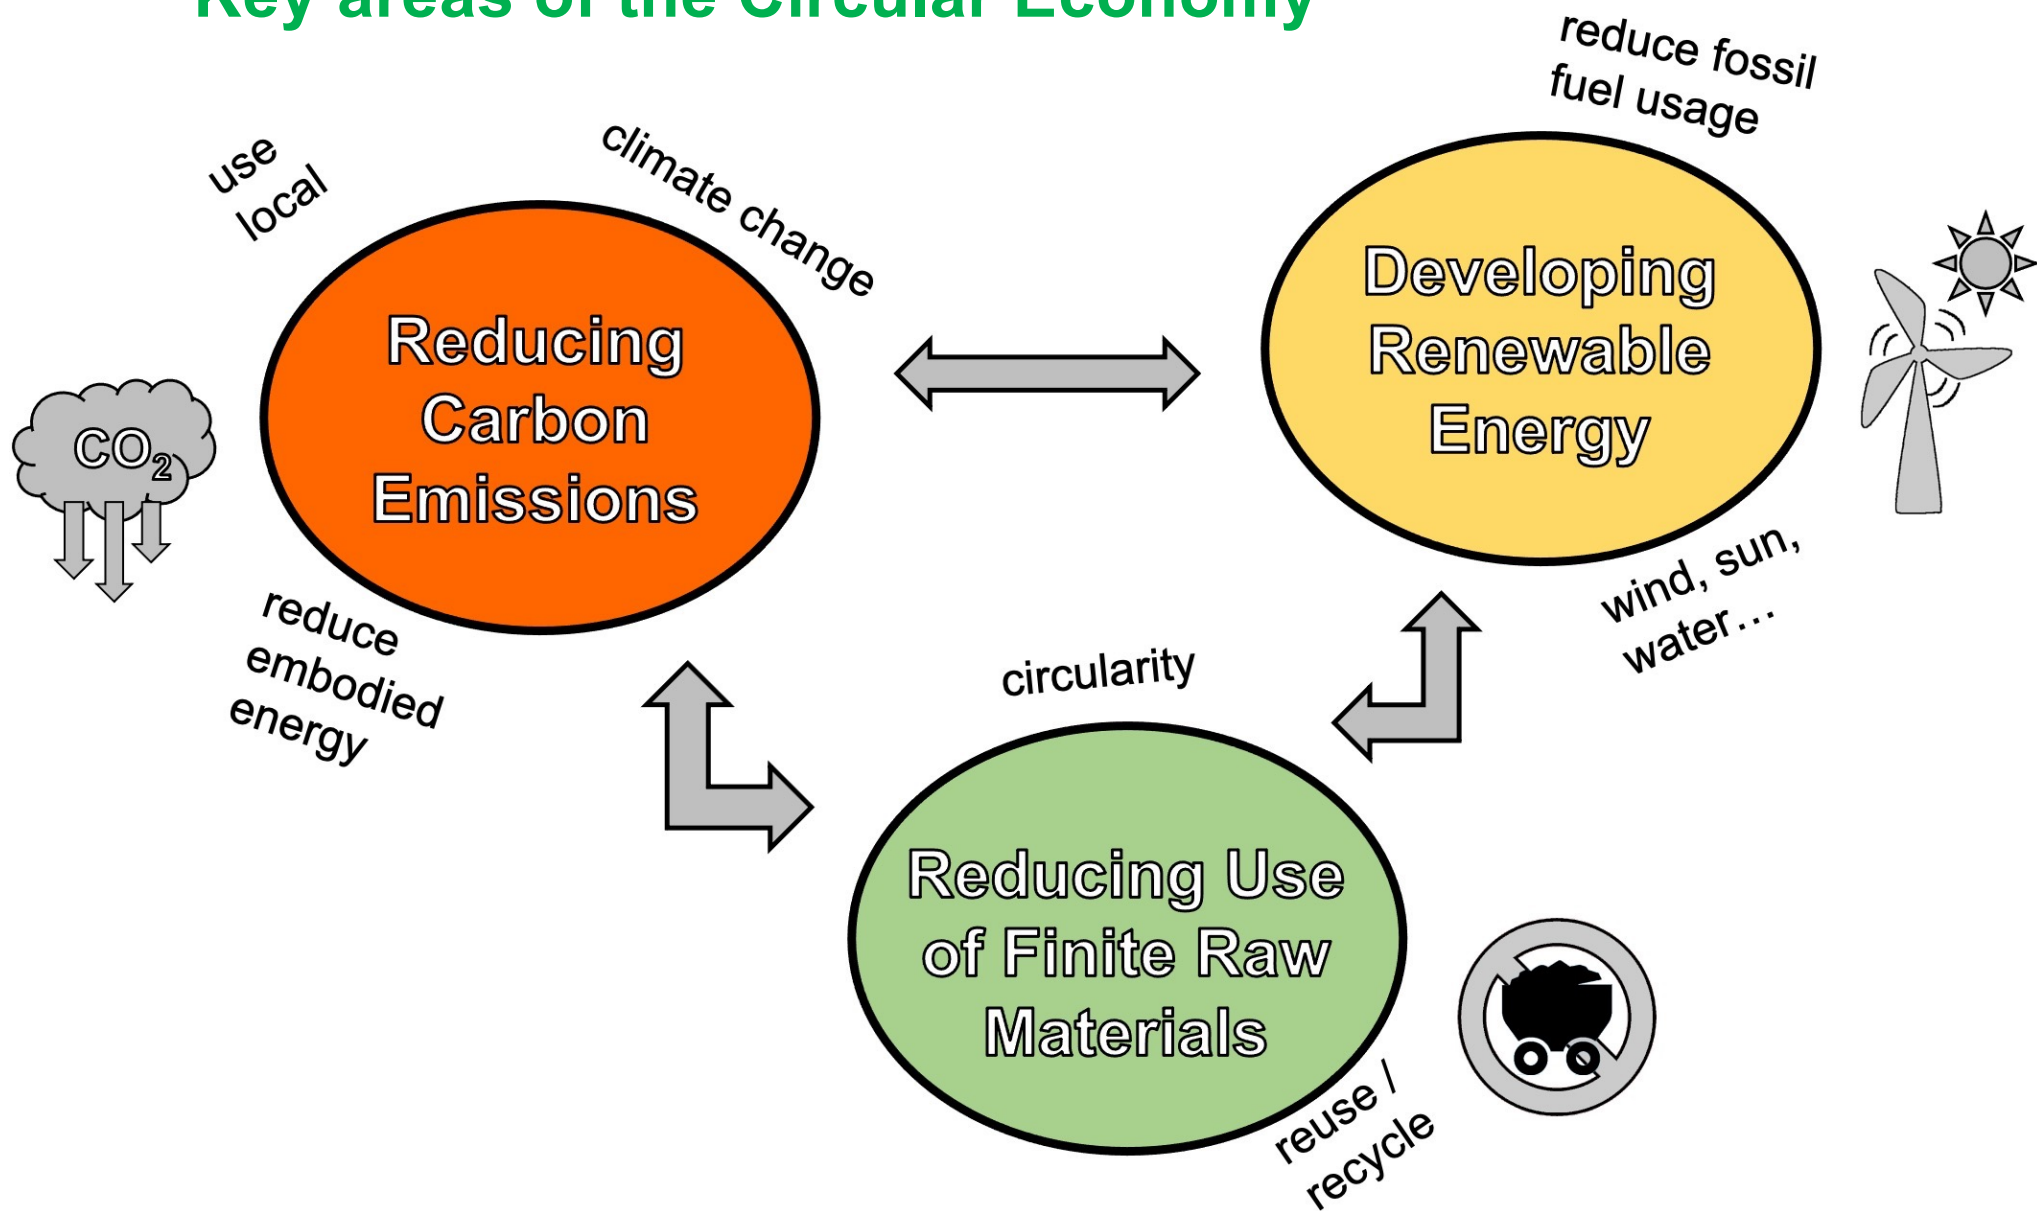 Key areas of the Circular Economy
reduce fossil
fuel usage
use
local
climate change
Reducing
Carbon
Emissions
Developing
Renewable
Energy
CO₂
reduce
embodied
energy
wind, sun,
water...
circularity
Reducing Use
of Finite Raw
Materials
reuse /
recycle